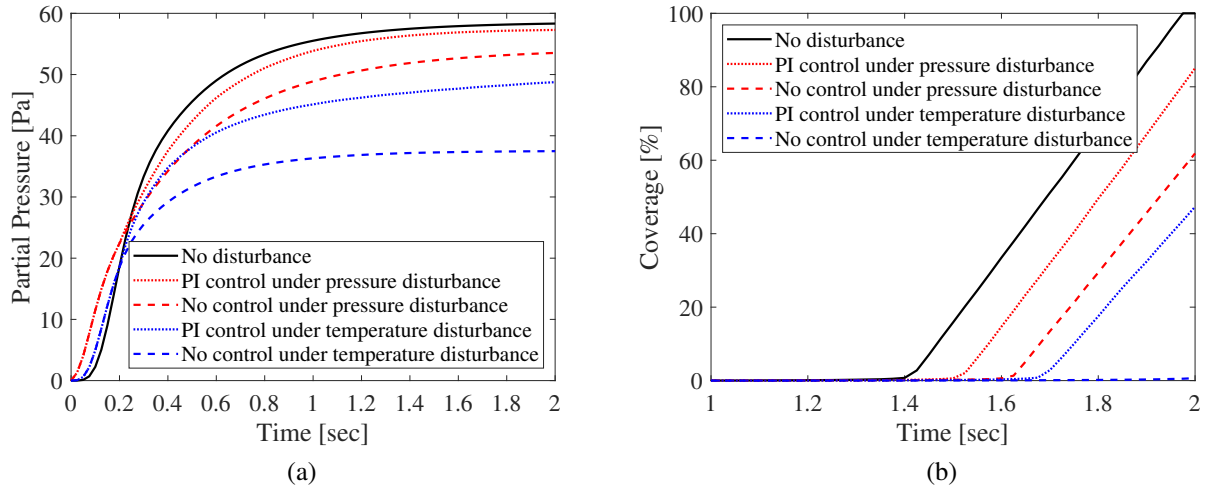 60
50
40
30
20
10
0
Partial Pressure [Pa]
No disturbance
PI control under pressure disturbance
No control under pressure disturbance
PI control under temperature disturbance
No control under temperature disturbance
0 0.2 0.4 0.6 0.8 1 1.2 1.4 1.6 1.8 2
Time [sec]
(a)
100
80
60
40
20
0
Coverage [%]
No disturbance
PI control under pressure disturbance
No control under pressure disturbance
PI control under temperature disturbance
No control under temperature disturbance
1 1.2 1.4 1.6 1.8 2
Time [sec]
(b)